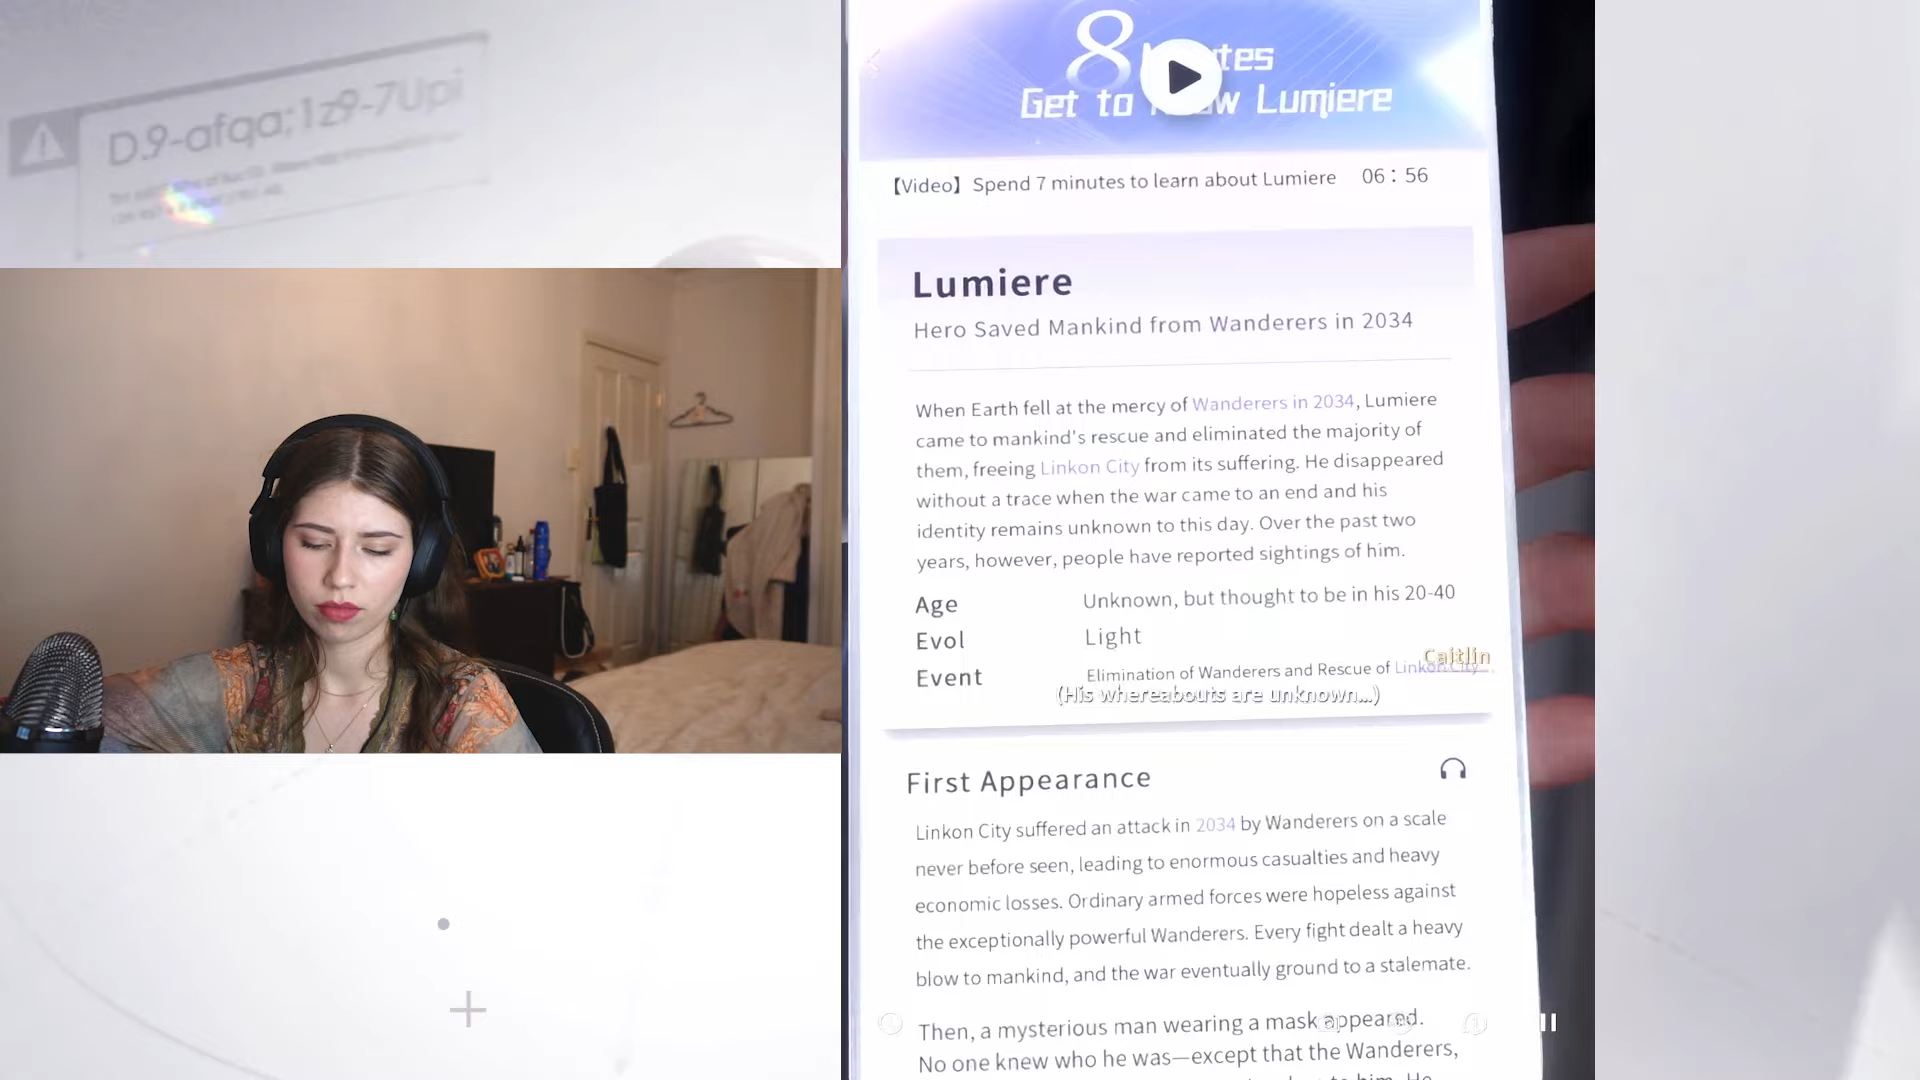 D.9-afqa;1z9-7Upi
8 Minutes
Get to Know Lumiere
【Video】Spend 7 minutes to learn about Lumiere 06：56
Lumiere
Hero Saved Mankind from Wanderers in 2034
When Earth fell at the mercy of Wanderers in 2034, Lumiere
came to mankind's rescue and eliminated the majority of
them, freeing Linkon City from its suffering. He disappeared
without a trace when the war came to an end and his
identity remains unknown to this day. Over the past two
years, however, people have reported sightings of him.
Age Unknown, but thought to be in his 20-40
Evol Light
Event Elimination of Wanderers and Rescue of Linkon City
Caitlin
(His whereabouts are unknown...)
First Appearance
Linkon City suffered an attack in 2034 by Wanderers on a scale
never before seen, leading to enormous casualties and heavy
economic losses. Ordinary armed forces were hopeless against
the exceptionally powerful Wanderers. Every fight dealt a heavy
blow to mankind, and the war eventually ground to a stalemate.
Then, a mysterious man wearing a mask appeared.
No one knew who he was—except that the Wanderers,
to him. He